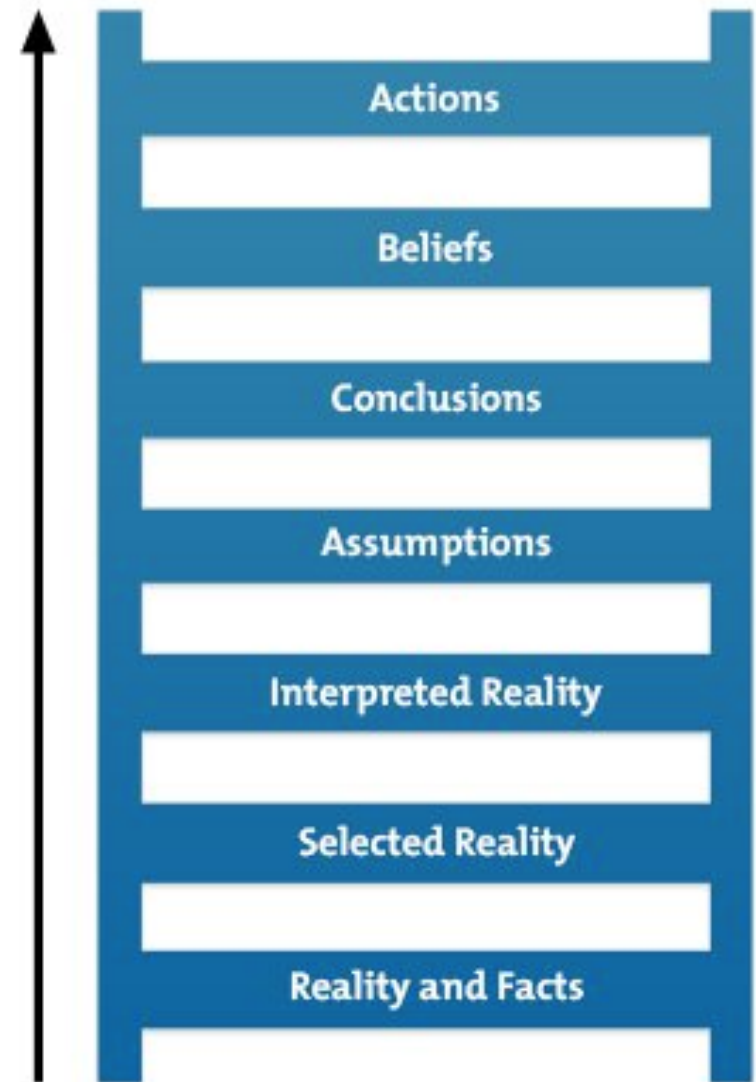 Actions
Beliefs
Conclusions
Assumptions
Interpreted Reality
Selected Reality
Reality and Facts